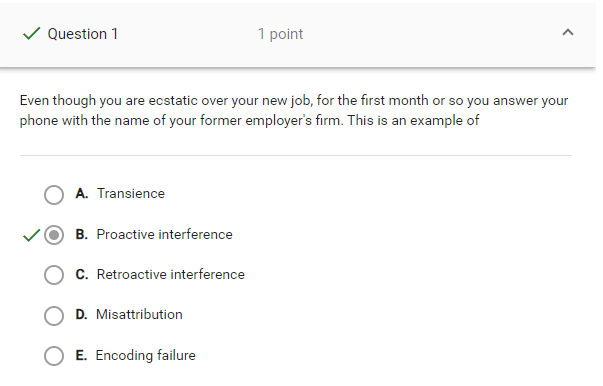 Question 1 1 point
Even though you are ecstatic over your new job, for the first month or so you answer your
phone with the name of your former employer's firm. This is an example of
A. Transience
B. Proactive interference
C. Retroactive interference
D. Misattribution
E. Encoding failure